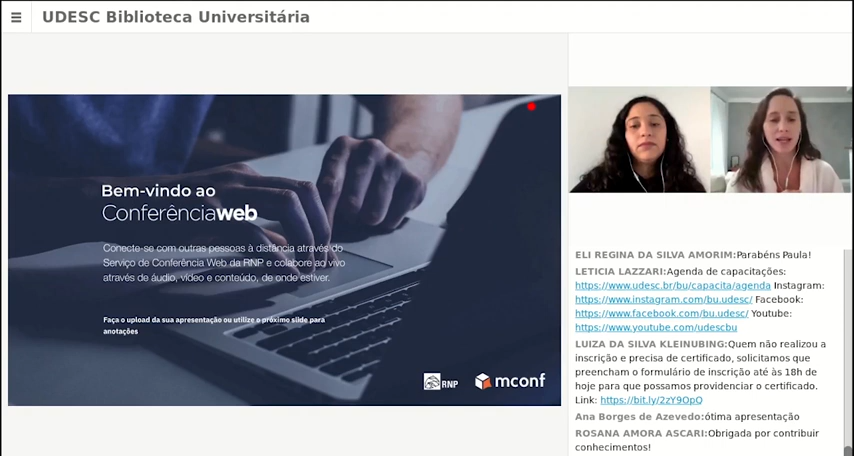 UDESC Biblioteca Universitária
Bem-vindo ao
Conferênciaweb
Conecte-se com outras pessoas à distância através do
Serviço de Conferência Web da RNP e colabore ao vivo
através de áudio, vídeo e conteúdo, de onde estiver.
Faça o upload da sua apresentação ou utilize o próximo slide para
anotações
RNP
mconf
ELI REGINA DA SILVA AMORIM:Parabéns Paula!
LETICIA LAZZARI:Agenda de capacitações:
https://www.udesc.br/bu/capacita/agenda Instagram:
https://www.instagram.com/bu.udesc/ Facebook:
https://www.facebook.com/bu.udesc/ Youtube:
https://www.youtube.com/udescbu
LUIZA DA SILVA KLEINUBING:Quem não realizou a
inscrição e precisa de certificado, solicitamos que
preencham o formulário de inscrição até às 18h de
hoje para que possamos providenciar o certificado.
Link: https://bit.ly/2zY9OpQ
Ana Borges de Azevedo:ótima apresentação
ROSANA AMORA ASCARI:Obrigada por contribuir
conhecimentos!